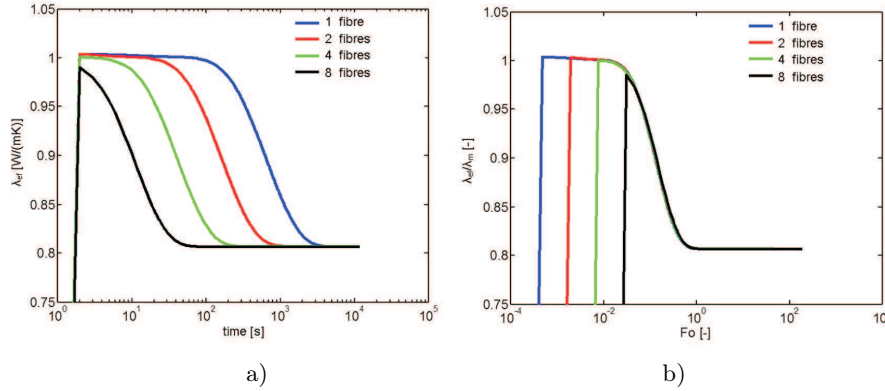 1 fibre
2 fibres
4 fibres
8 fibres
1.05
1
0.95
0.9
0.85
0.8
0.75
λef [W/(mK)]
10^0
10^1
10^2
10^3
10^4
10^5
time [s]
a)
1 fibre
2 fibres
4 fibres
8 fibres
1.05
1
0.95
0.9
0.85
0.8
0.75
λef/λm [-]
10^-4
10^-2
10^0
10^2
Fo [-]
b)